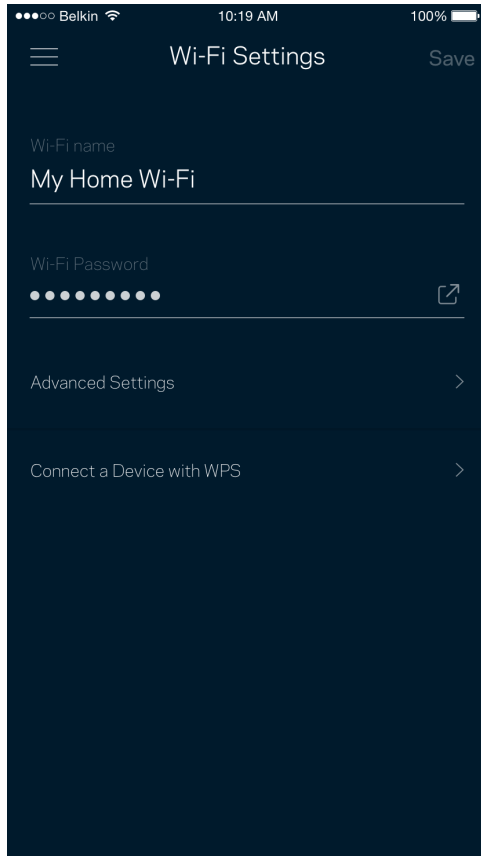 Belkin 10:19 AM 100%
Wi-Fi Settings Save
Wi-Fi name
My Home Wi-Fi
Wi-Fi Password
●●●●●●●●●
Advanced Settings
Connect a Device with WPS